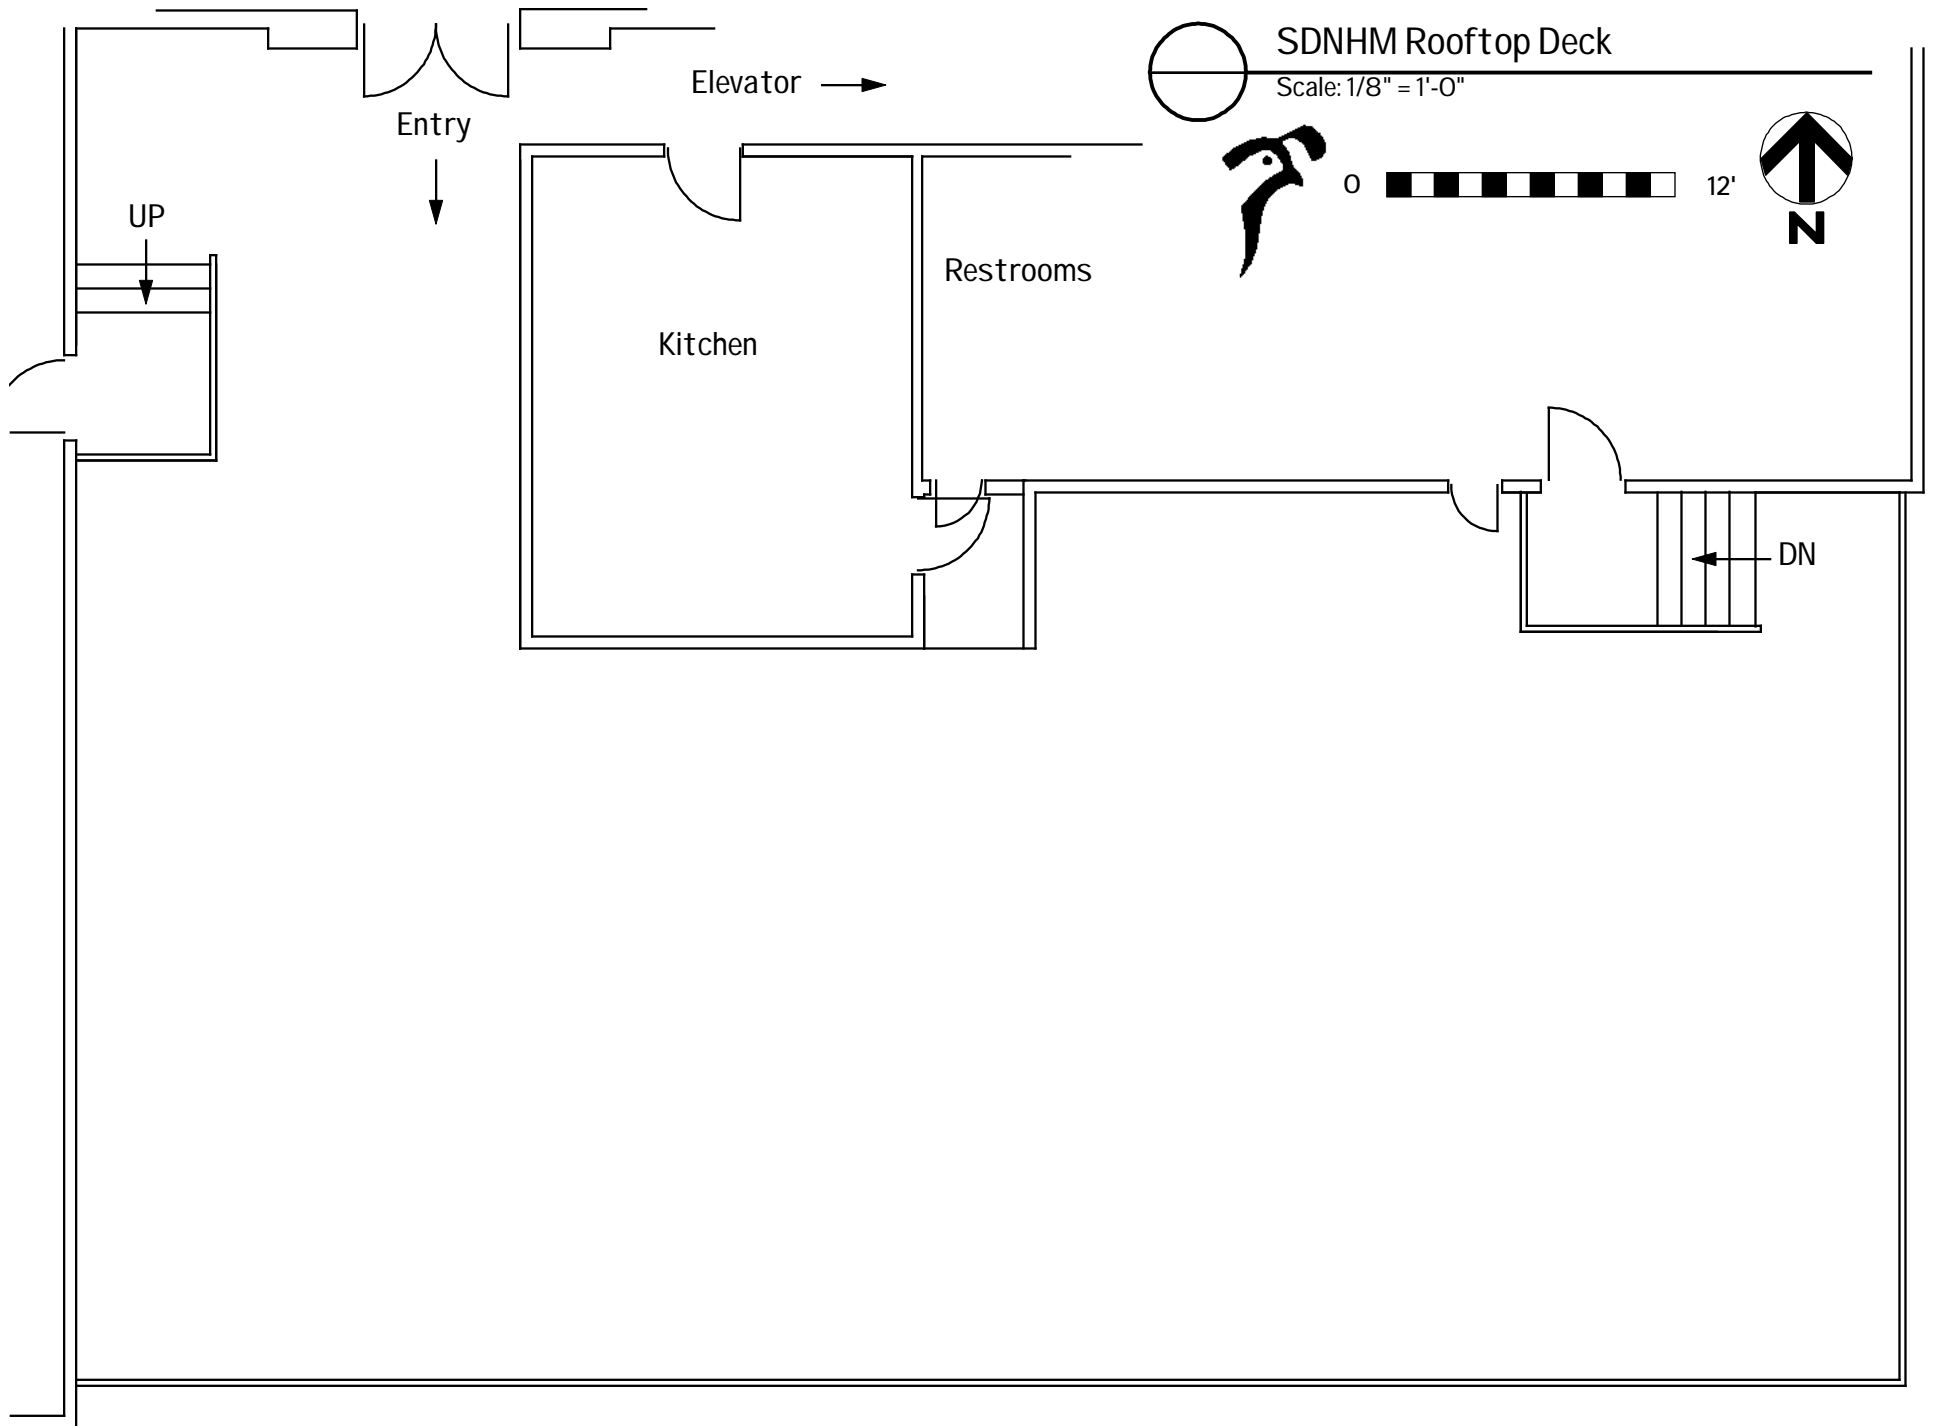 SDNHM Rooftop Deck
Scale: 1/8" = 1'-0"
Elevator
Entry
0
12'
N
UP
Restrooms
Kitchen
DN